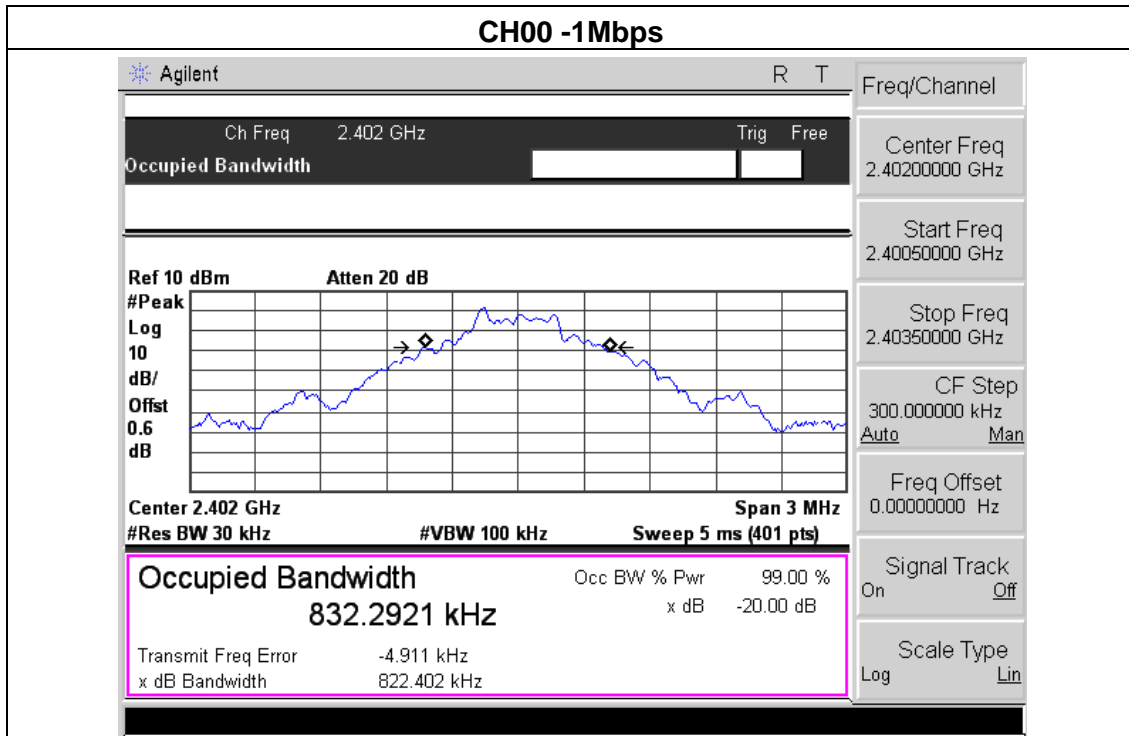 CH00 -1Mbps
Agilent R T
Ch Freq 2.402 GHz Trig Free
Occupied Bandwidth
Ref 10 dBm Atten 20 dB
#Peak
Log
10
dB/
Offst
0.6
dB
Center 2.402 GHz Span 3 MHz
#Res BW 30 kHz #VBW 100 kHz Sweep 5 ms (401 pts)
Occupied Bandwidth
832.2921 kHz
Occ BW % Pwr 99.00 %
x dB -20.00 dB
Transmit Freq Error -4.911 kHz
x dB Bandwidth 822.402 kHz
Freq/Channel
Center Freq
2.40200000 GHz
Start Freq
2.40050000 GHz
Stop Freq
2.40350000 GHz
CF Step
300.000000 kHz
Auto Man
Freq Offset
0.00000000 Hz
Signal Track
On Off
Scale Type
Log Lin